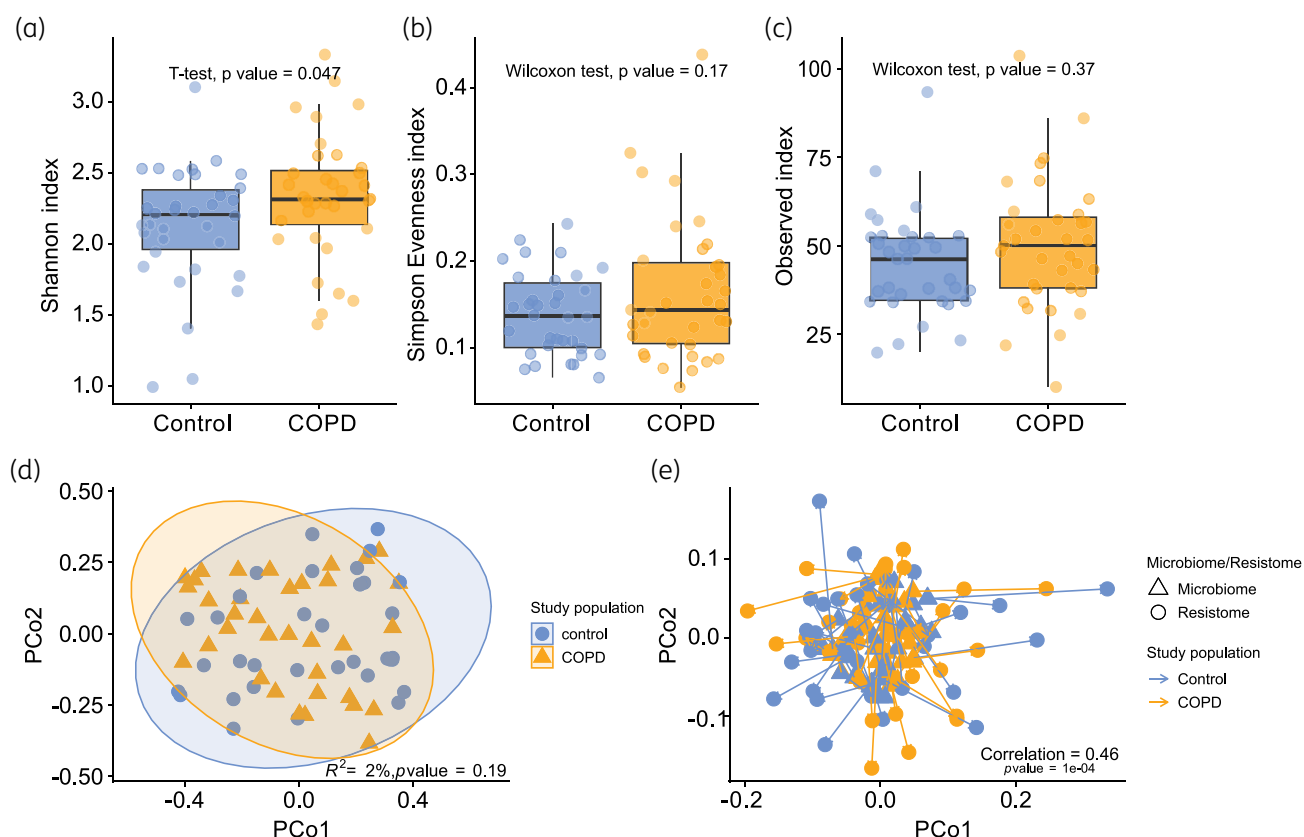 (a)
T-test, p value = 0.047
Shannon index
3.0
2.5
2.0
1.5
1.0
Control
COPD
(b)
Wilcoxon test, p value = 0.17
Simpson Evenness index
0.4
0.3
0.2
0.1
Control
COPD
(c)
Wilcoxon test, p value = 0.37
Observed index
100
75
50
25
Control
COPD
(d)
PCo2
0.50
0.25
0.00
-0.25
-0.50
-0.4
0.0
0.4
PCo1
R²= 2%,pvalue = 0.19
Study population
control
COPD
(e)
PCo2
0.1
0.0
-0.1
-0.2
0.0
0.2
PCo1
Correlation = 0.46
pvalue = 1e-04
Microbiome/Resistome
Microbiome
Resistome
Study population
Control
COPD